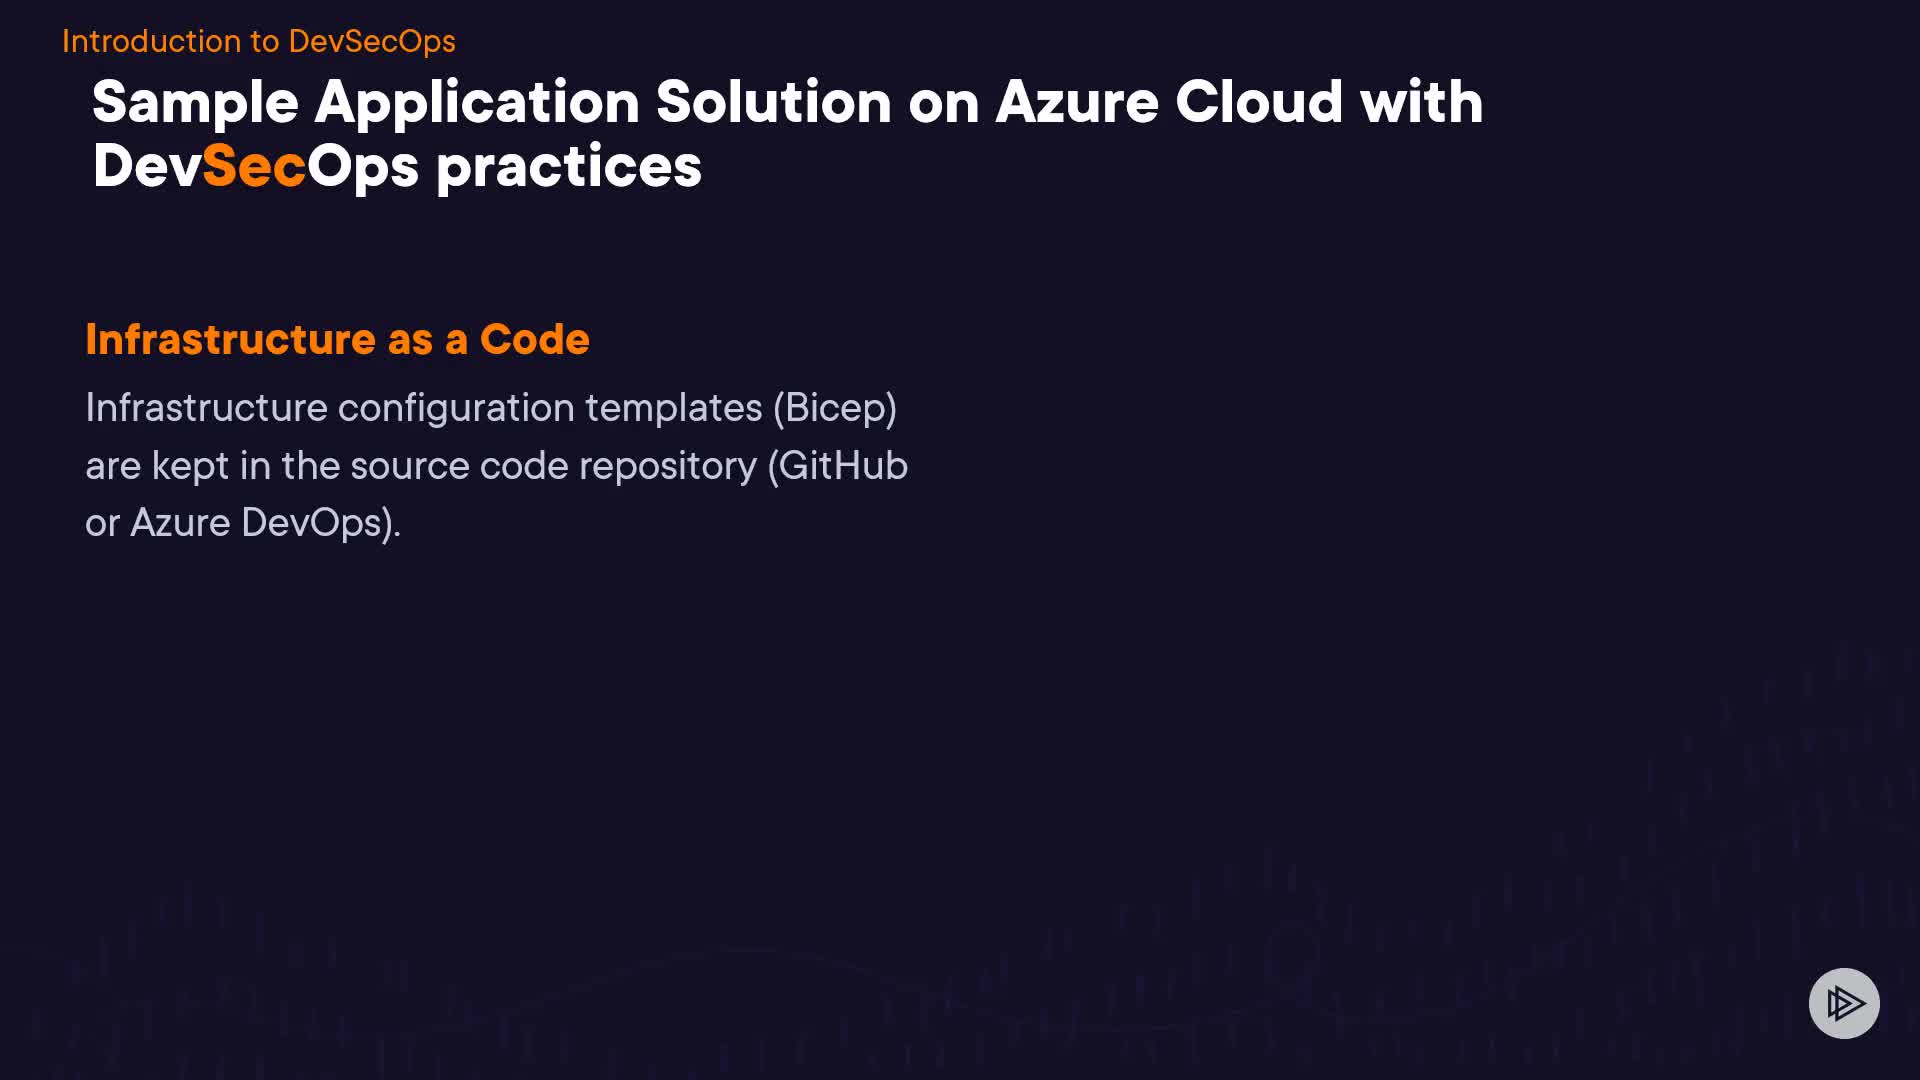 Introduction to DevSecOps
Sample Application Solution on Azure Cloud with
DevSecOps practices
Infrastructure as a Code
Infrastructure configuration templates (Bicep)
are kept in the source code repository (GitHub
or Azure DevOps).